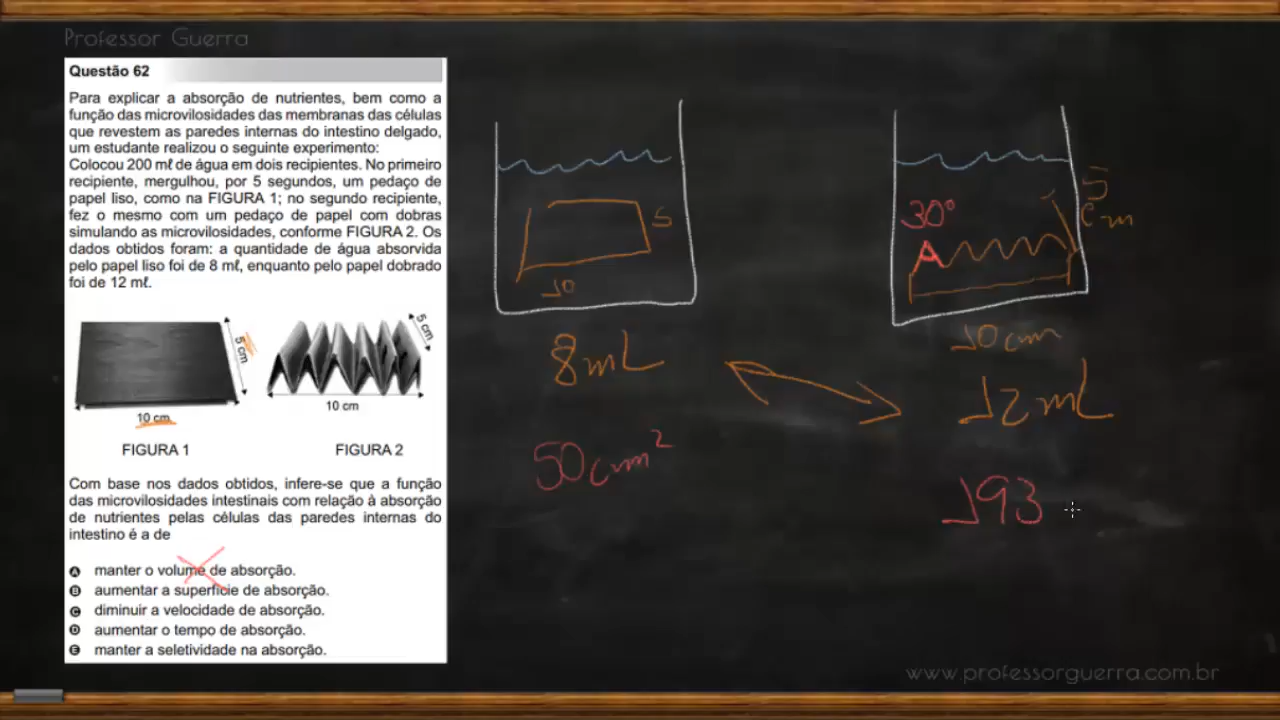 Professor Guerra
Questão 62
Para explicar a absorção de nutrientes, bem como a
função das microvilosidades das membranas das células
que revestem as paredes internas do intestino delgado,
um estudante realizou o seguinte experimento:
Colocou 200 mℓ de água em dois recipientes. No primeiro
recipiente, mergulhou, por 5 segundos, um pedaço de
papel liso, como na FIGURA 1; no segundo recipiente,
fez o mesmo com um pedaço de papel com dobras
simulando as microvilosidades, conforme FIGURA 2. Os
dados obtidos foram: a quantidade de água absorvida
pelo papel liso foi de 8 mℓ, enquanto pelo papel dobrado
foi de 12 mℓ.
5 cm
10 cm
FIGURA 1
5 cm
10 cm
FIGURA 2
Com base nos dados obtidos, infere-se que a função
das microvilosidades intestinais com relação à absorção
de nutrientes pelas células das paredes internas do
intestino é a de
A manter o volume de absorção.
B aumentar a superfície de absorção.
C diminuir a velocidade de absorção.
D aumentar o tempo de absorção.
E manter a seletividade na absorção.
5
10
8mL
50cm²
30°
5
cm
10cm
12mL
193
www.professorguerra.com.br